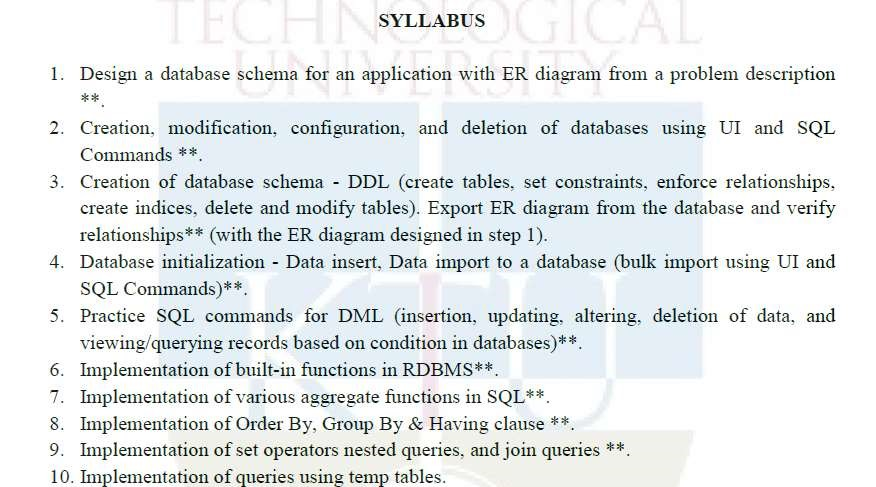 TECHNOLOGICAL
SYLLABUS
UNIVERSITY
1. Design a database schema for an application with ER diagram from a problem description
**.
2. Creation, modification, configuration, and deletion of databases using UI and SQL
Commands **.
3. Creation of database schema - DDL (create tables, set constraints, enforce relationships,
create indices, delete and modify tables). Export ER diagram from the database and verify
relationships** (with the ER diagram designed in step 1).
4. Database initialization - Data insert, Data import to a database (bulk import using UI and
SQL Commands)**.
KTU
5. Practice SQL commands for DML (insertion, updating, altering, deletion of data, and
viewing/querying records based on condition in databases)**.
6. Implementation of built-in functions in RDBMS**.
7. Implementation of various aggregate functions in SQL**.
8. Implementation of Order By, Group By & Having clause **.
9. Implementation of set operators nested queries, and join queries **.
10. Implementation of queries using temp tables.